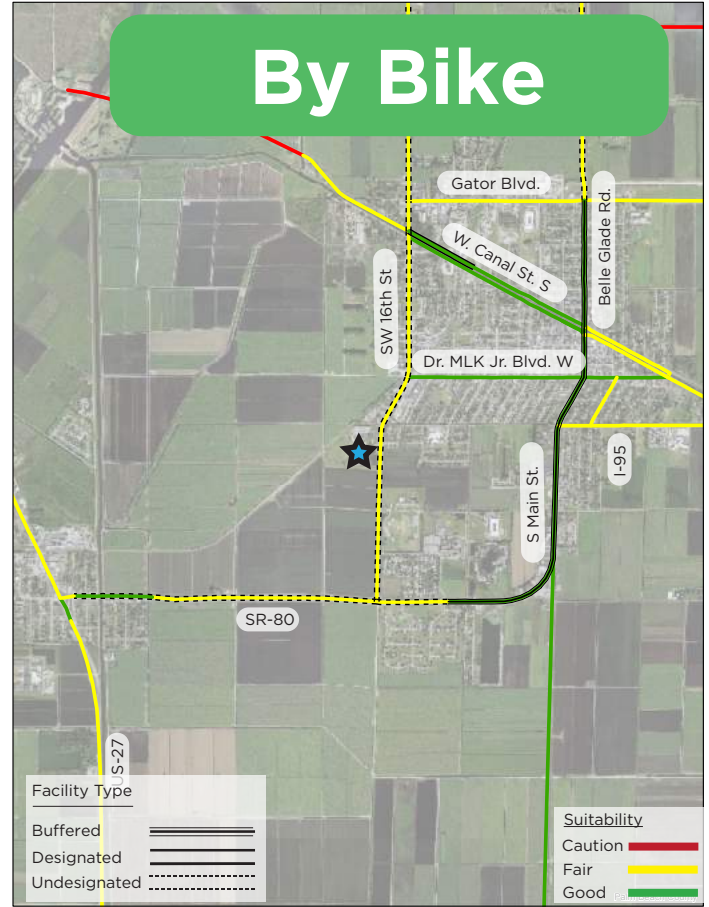 By Bike
Gator Blvd.
Belle Glade Rd.
W. Canal St. S
SW 16th St
Dr. MLK Jr. Blvd. W
I-95
S Main St.
SR-80
US-27
Facility Type
Buffered
Designated
Undesignated
Suitability
Caution
Fair
Good